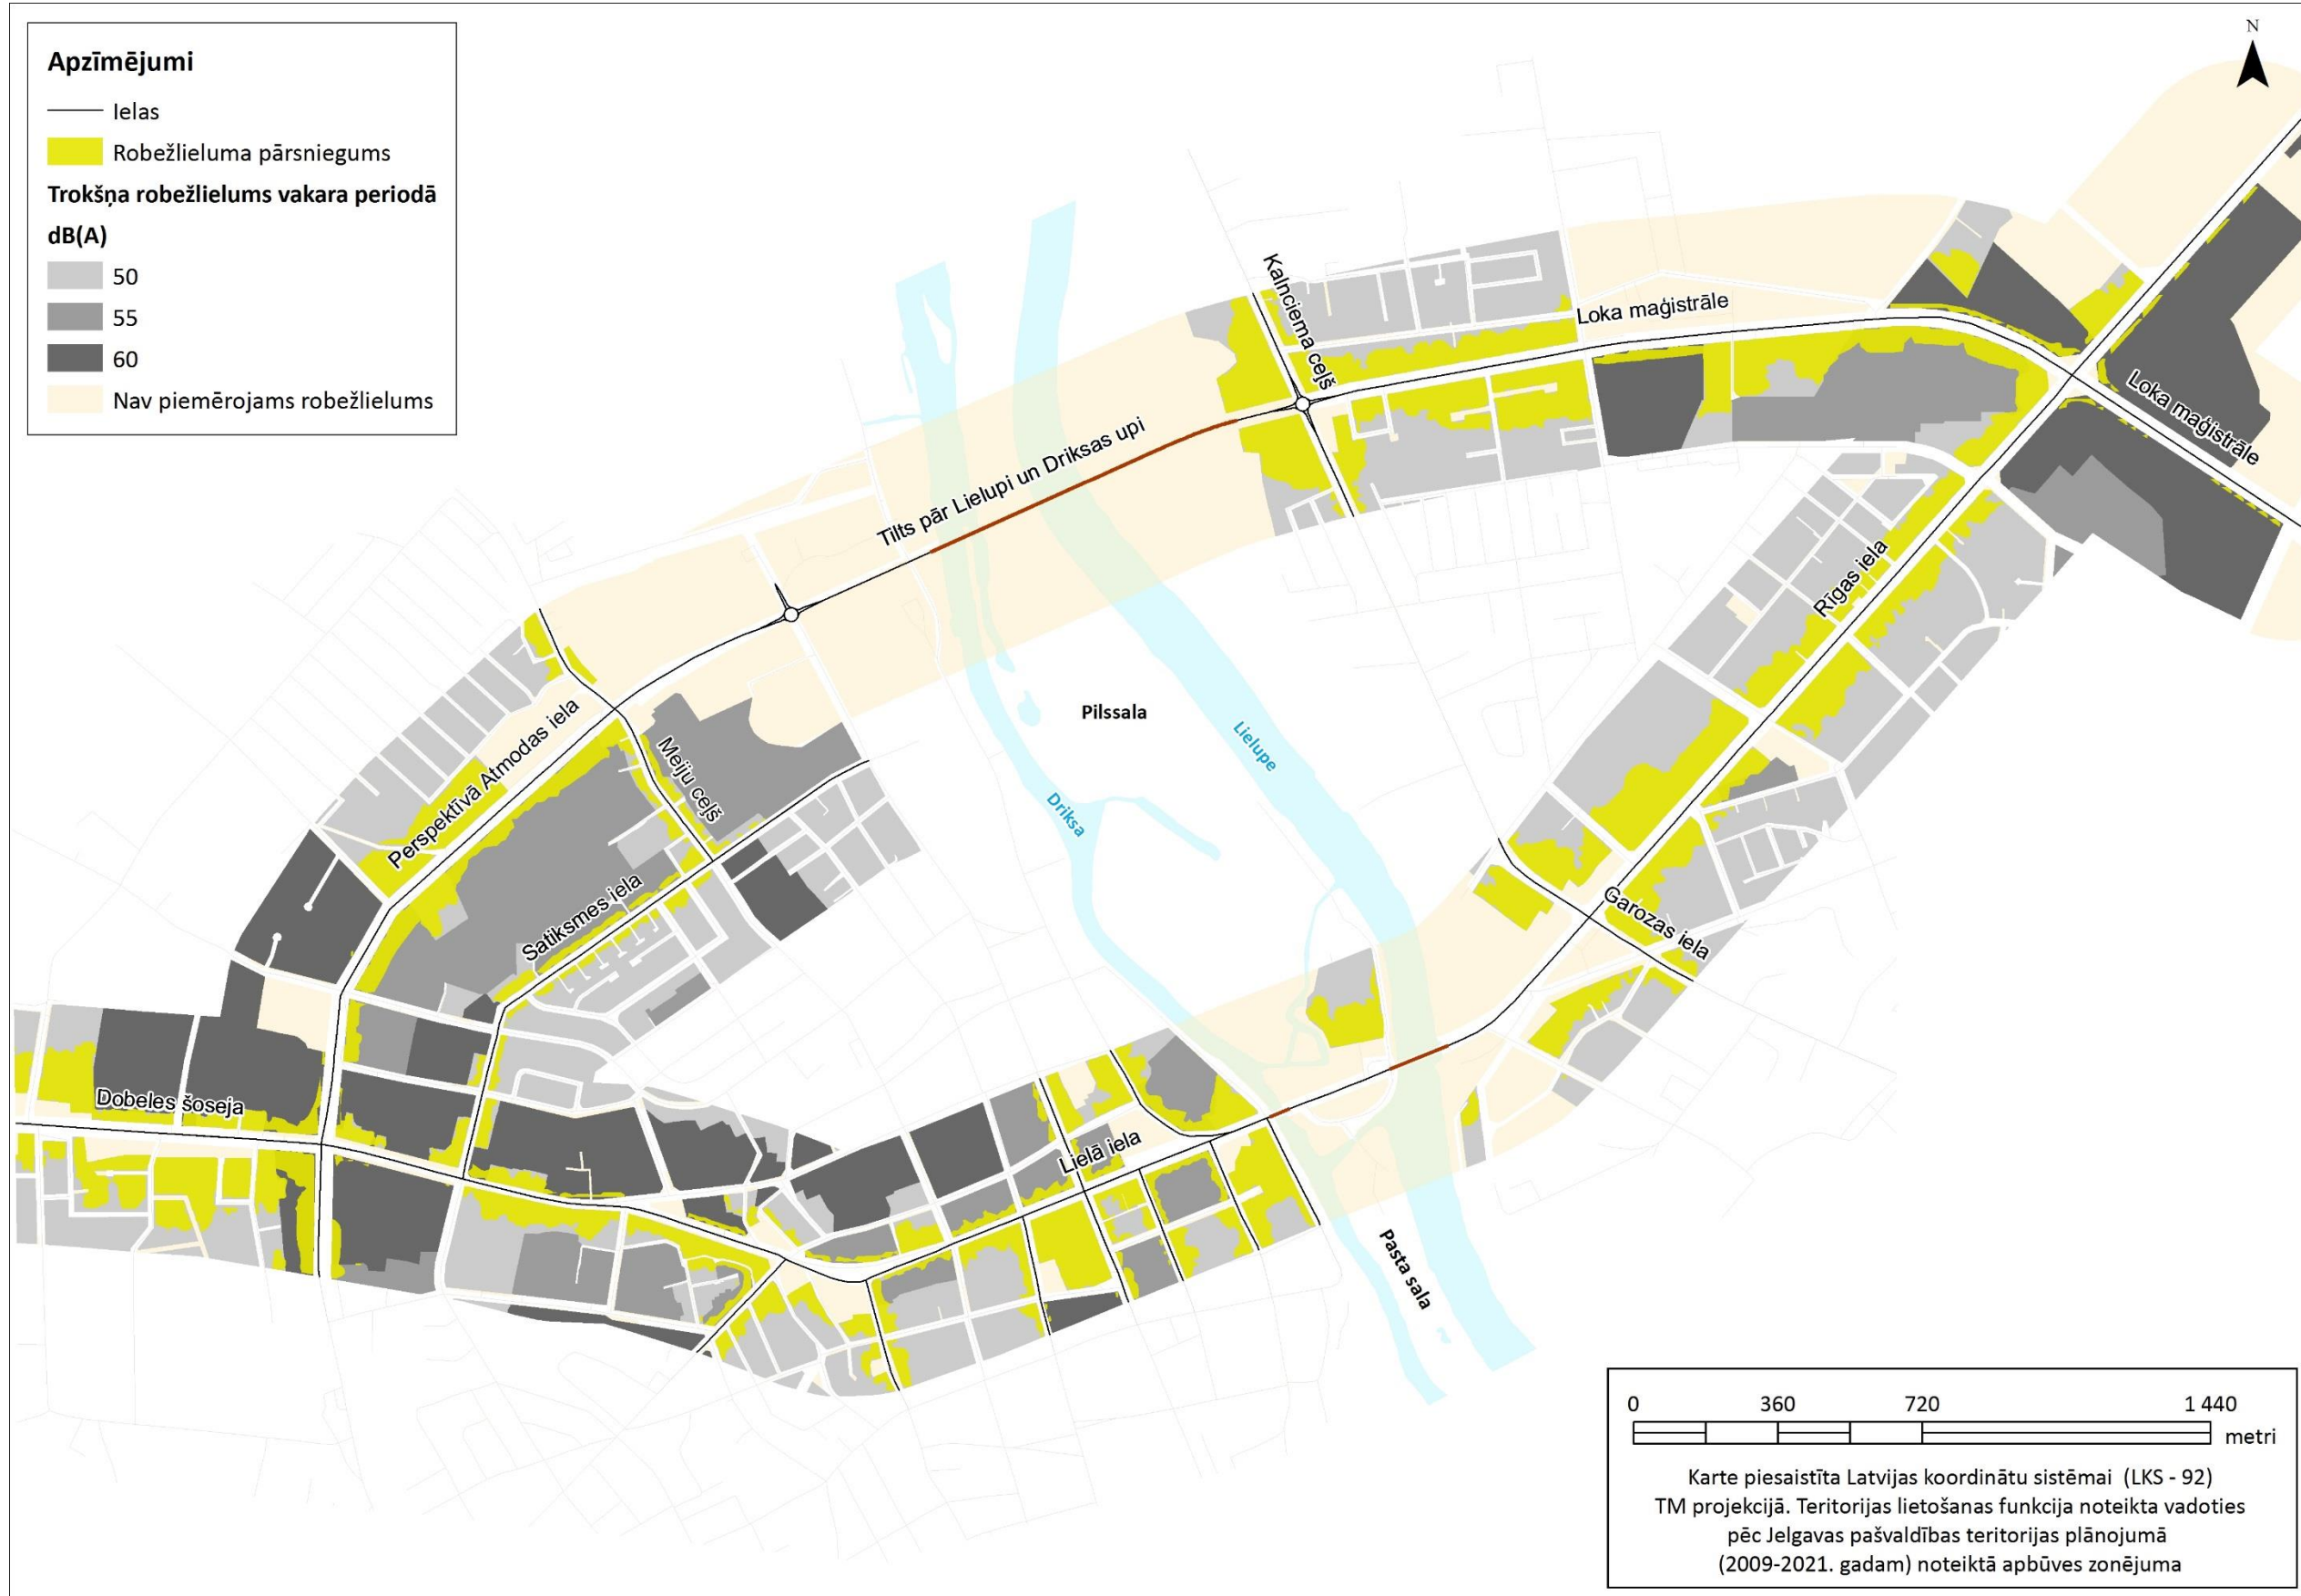 Apzīmējumi
Ielas
Robežlieluma pārsniegums
Trokšņa robežlielums vakara periodā
dB(A)
50
55
60
Nav piemērojams robežlielums
N
Kalnciema ceļš
Loka maģistrāle
Loka maģistrāle
Tilts pār Lielupi un Driksas upi
Rīgas iela
Perspektīvā Atmodas iela
Meiju ceļš
Pilssala
Lielupe
Driksa
Satiksmes iela
Garozas iela
Dobeles šoseja
Lielā iela
Pasta sala
0 360 720 1 440
metri
Karte piesaistīta Latvijas koordinātu sistēmai (LKS - 92)
TM projekcijā. Teritorijas lietošanas funkcija noteikta vadoties
pēc Jelgavas pašvaldības teritorijas plānojumā
(2009-2021. gadam) noteiktā apbūves zonējuma